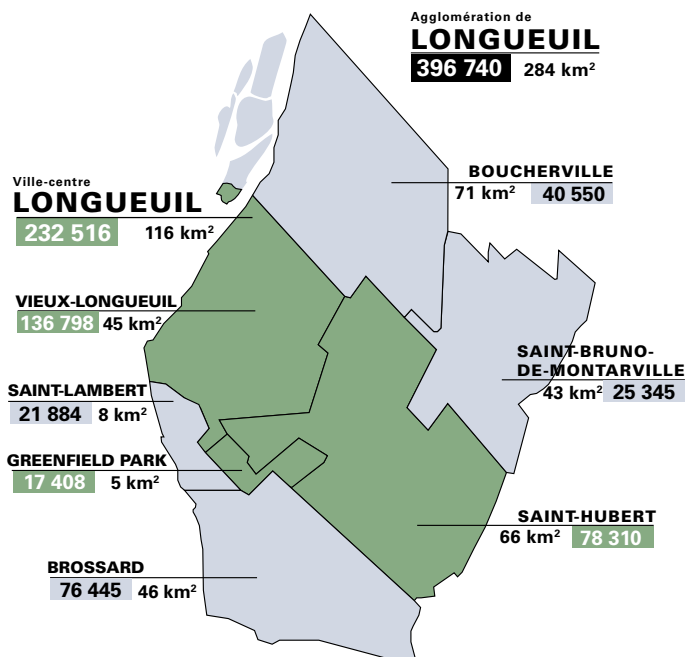 Agglomération de
LONGUEUIL
396 740 284 km²
BOUCHERVILLE
71 km² 40 550
Ville-centre
LONGUEUIL
232 516 116 km²
VIEUX-LONGUEUIL
136 798 45 km²
SAINT-BRUNO-
DE-MONTARVILLE
43 km² 25 345
SAINT-LAMBERT
21 884 8 km²
GREENFIELD PARK
17 408 5 km²
SAINT-HUBERT
66 km² 78 310
BROSSARD
76 445 46 km²